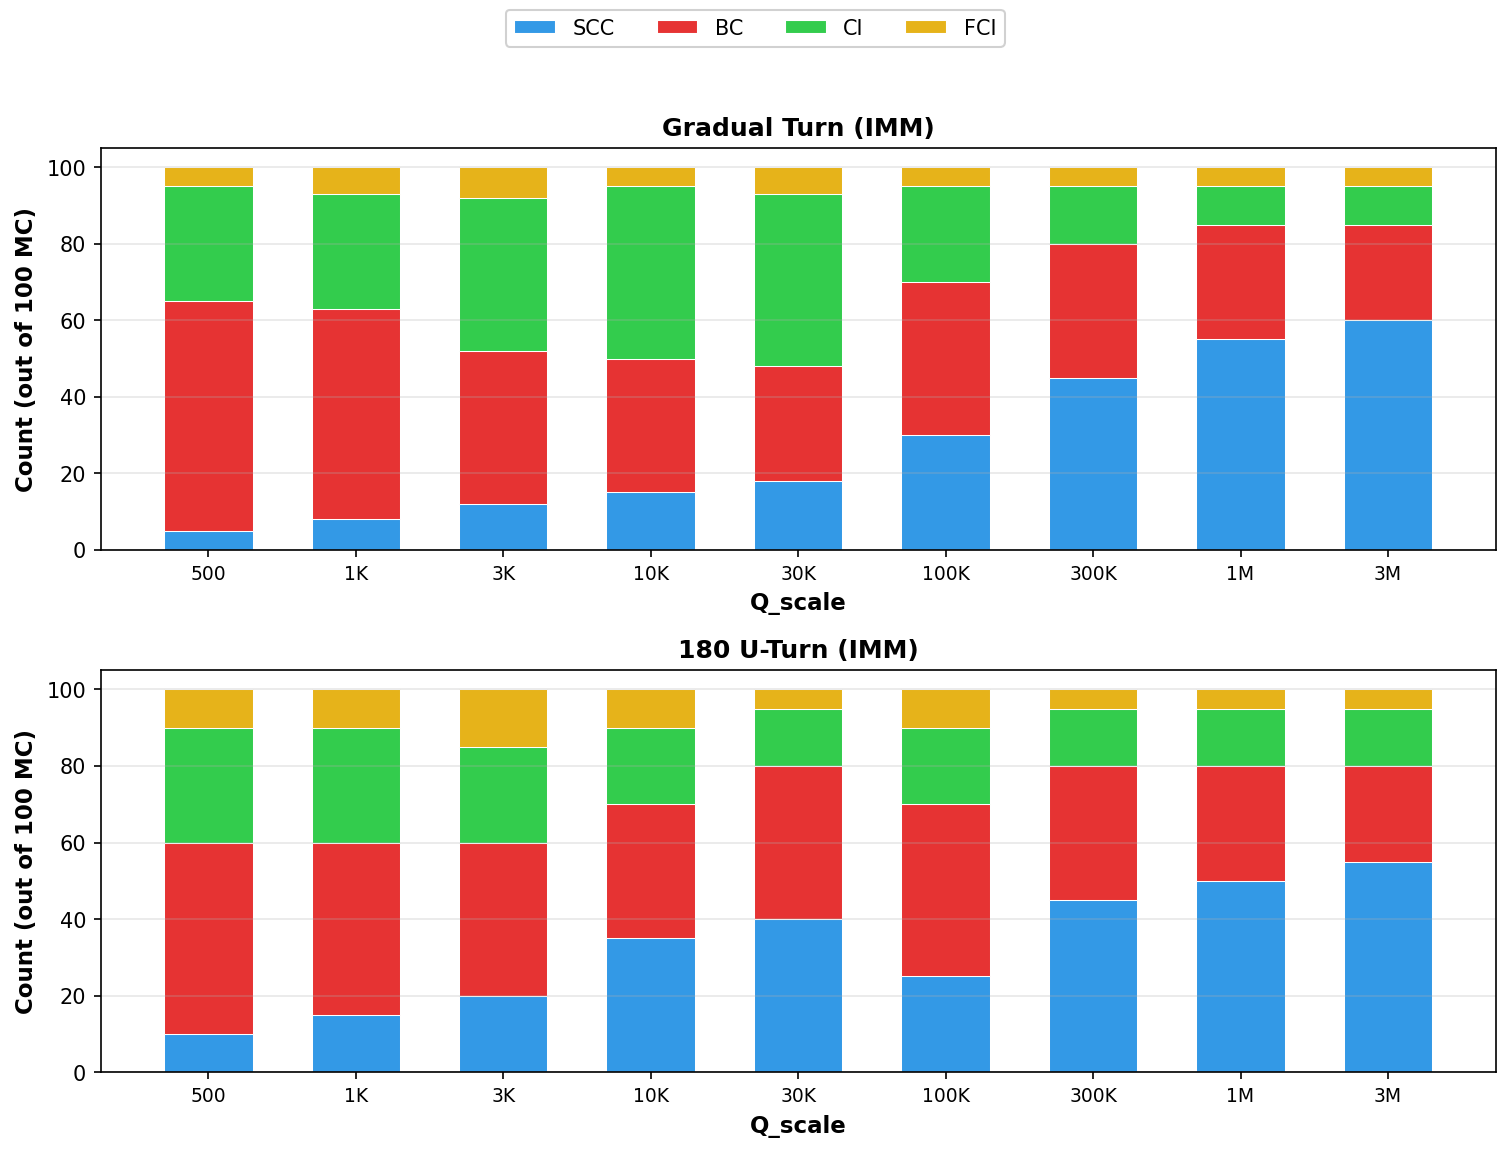 SCC BC CI FCI
Gradual Turn (IMM)
Count (out of 100 MC)
100
80
60
40
20
0
500 1K 3K 10K 30K 100K 300K 1M 3M
Q_scale
180 U-Turn (IMM)
Count (out of 100 MC)
100
80
60
40
20
0
500 1K 3K 10K 30K 100K 300K 1M 3M
Q_scale